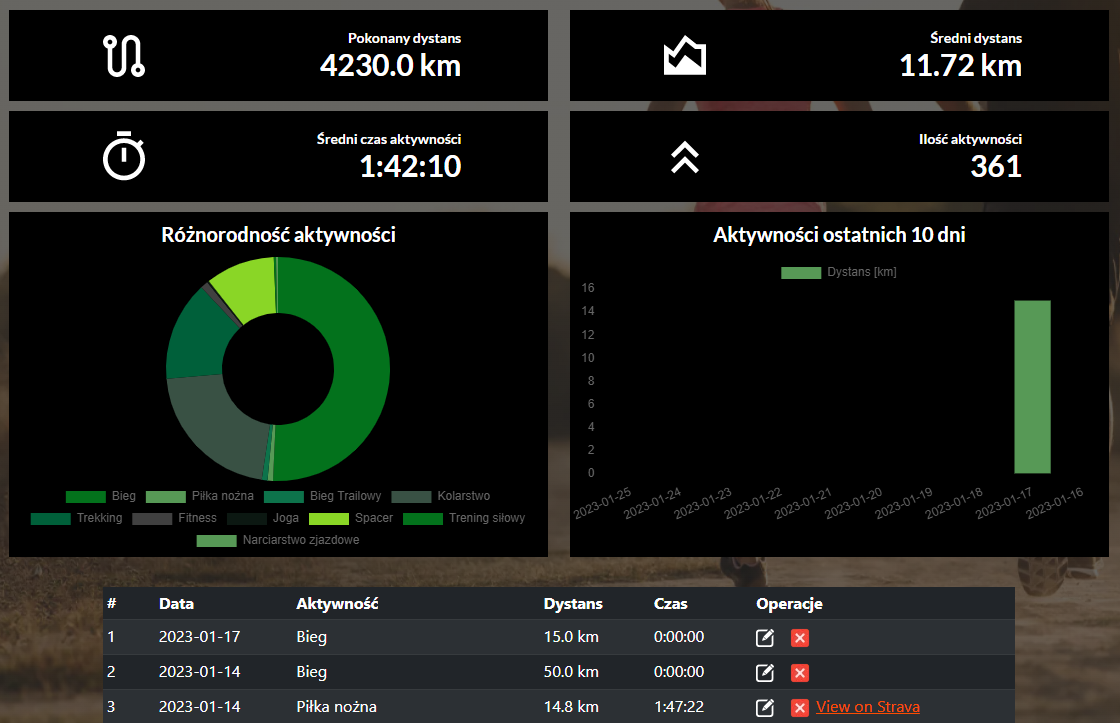 Pokonany dystans
4230.0 km
Średni dystans
11.72 km
Średni czas aktywności
1:42:10
Ilość aktywności
361
Różnorodność aktywności
Bieg Piłka nożna Bieg Trailowy Kolarstwo
Trekking Fitness Joga Spacer Trening siłowy
Narciarstwo zjazdowe
Aktywności ostatnich 10 dni
Dystans [km]
16
14
12
10
8
6
4
2
0
2023-01-25 2023-01-24 2023-01-23 2023-01-22 2023-01-21 2023-01-20 2023-01-19 2023-01-18 2023-01-17 2023-01-16
# Data Aktywność Dystans Czas Operacje
1 2023-01-17 Bieg 15.0 km 0:00:00
2 2023-01-14 Bieg 50.0 km 0:00:00
3 2023-01-14 Piłka nożna 14.8 km 1:47:22 View on Strava